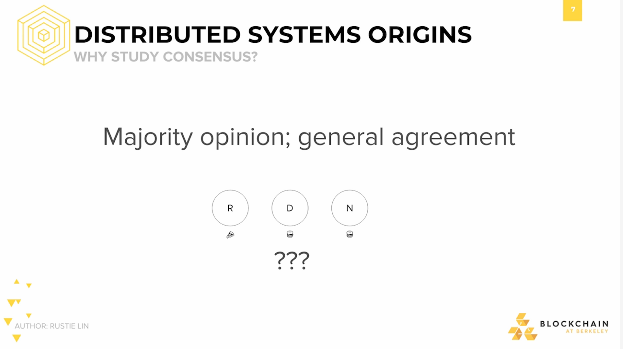 7
DISTRIBUTED SYSTEMS ORIGINS
WHY STUDY CONSENSUS?
Majority opinion; general agreement
R D N
???
AUTHOR: RUSTIE LIN
BLOCKCHAIN
AT BERKELEY